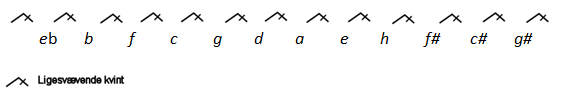 eb b f c g d a e h f# c# g#
Ligesvævende kvint